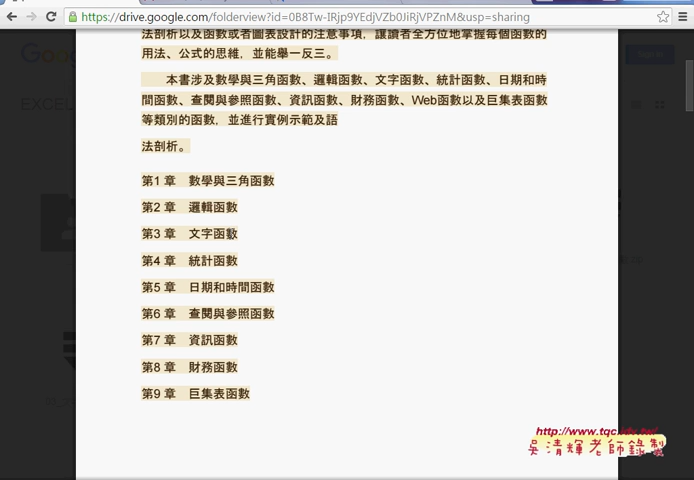 https://drive.google.com/folderview?id=0B8Tw-IRjp9YEdjVZb0JiRjVPZnM&usp=sharing
法剖析以及函數或者圖表設計的注意事項，讓讀者全方位地掌握每個函數的
用法、公式的思維，並能舉一反三。
本書涉及數學與三角函數、邏輯函數、文字函數、統計函數、日期和時
間函數、查閱與參照函數、資訊函數、財務函數、Web函數以及巨集表函數
等類別的函數，並進行實例示範及語
法剖析。
第1 章　數學與三角函數
第2 章　邏輯函數
第3 章　文字函數
第4 章　統計函數
第5 章　日期和時間函數
第6 章　查閱與參照函數
第7 章　資訊函數
第8 章　財務函數
第9 章　巨集表函數
http://www.tqc.idv.tw/
吳清輝老師錄製